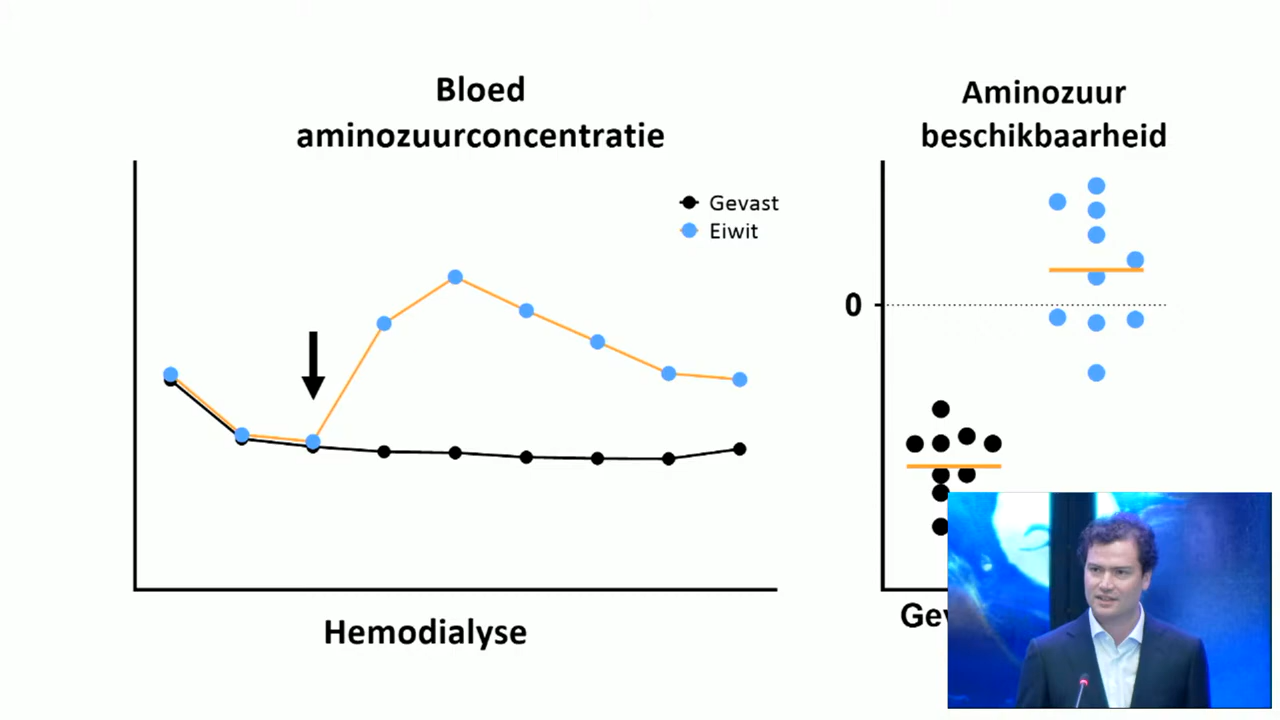 Bloed
aminozuurconcentratie
Gevast
Eiwit
Hemodialyse
Aminozuur
beschikbaarheid
0